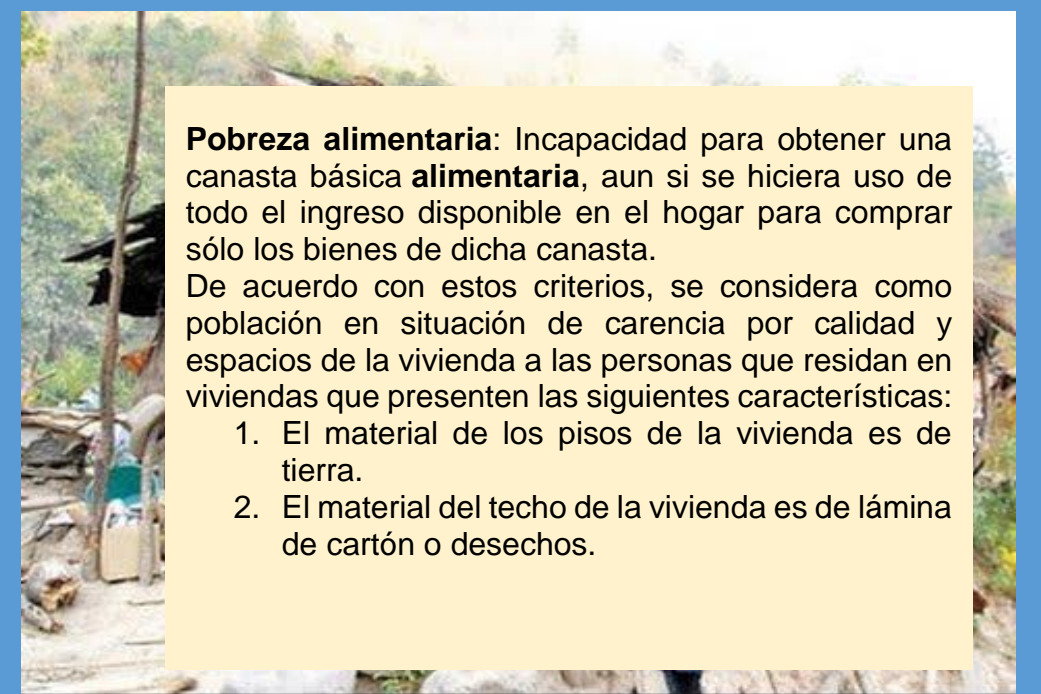 Pobreza alimentaria: Incapacidad para obtener una
canasta básica alimentaria, aun si se hiciera uso de
todo el ingreso disponible en el hogar para comprar
sólo los bienes de dicha canasta.
De acuerdo con estos criterios, se considera como
población en situación de carencia por calidad y
espacios de la vivienda a las personas que residan en
viviendas que presenten las siguientes características:
1. El material de los pisos de la vivienda es de
tierra.
2. El material del techo de la vivienda es de lámina
de cartón o desechos.